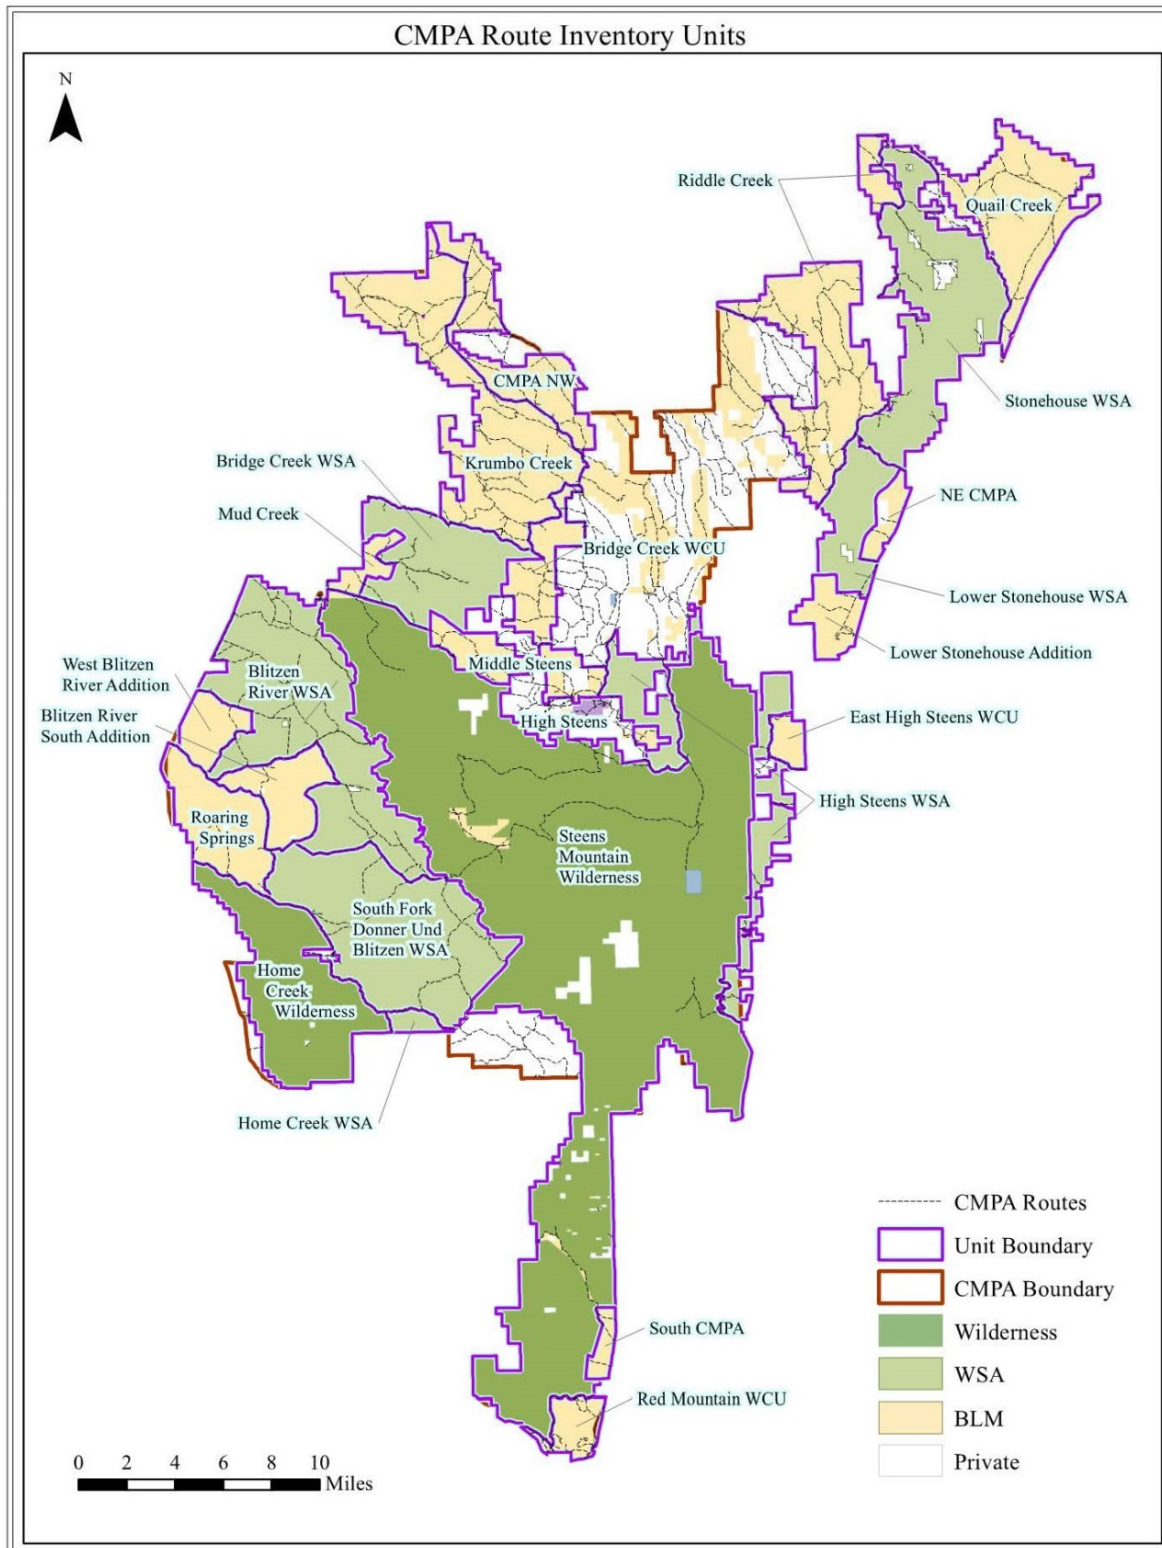 CMPA Route Inventory Units
N
Riddle Creek
Quail Creek
CMPA NW
Stonehouse WSA
Bridge Creek WSA
Krumbo Creek
NE CMPA
Mud Creek
Bridge Creek WCU
Lower Stonehouse WSA
Lower Stonehouse Addition
West Blitzen
River Addition
Blitzen
River WSA
Middle Steens
Blitzen River
South Addition
High Steens
East High Steens WCU
High Steens WSA
Roaring
Springs
Steens
Mountain
Wilderness
South Fork
Donner Und
Blitzen WSA
Home
Creek
Wilderness
Home Creek WSA
South CMPA
Red Mountain WCU
CMPA Routes
Unit Boundary
CMPA Boundary
Wilderness
WSA
BLM
Private
0 2 4 6 8 10
Miles